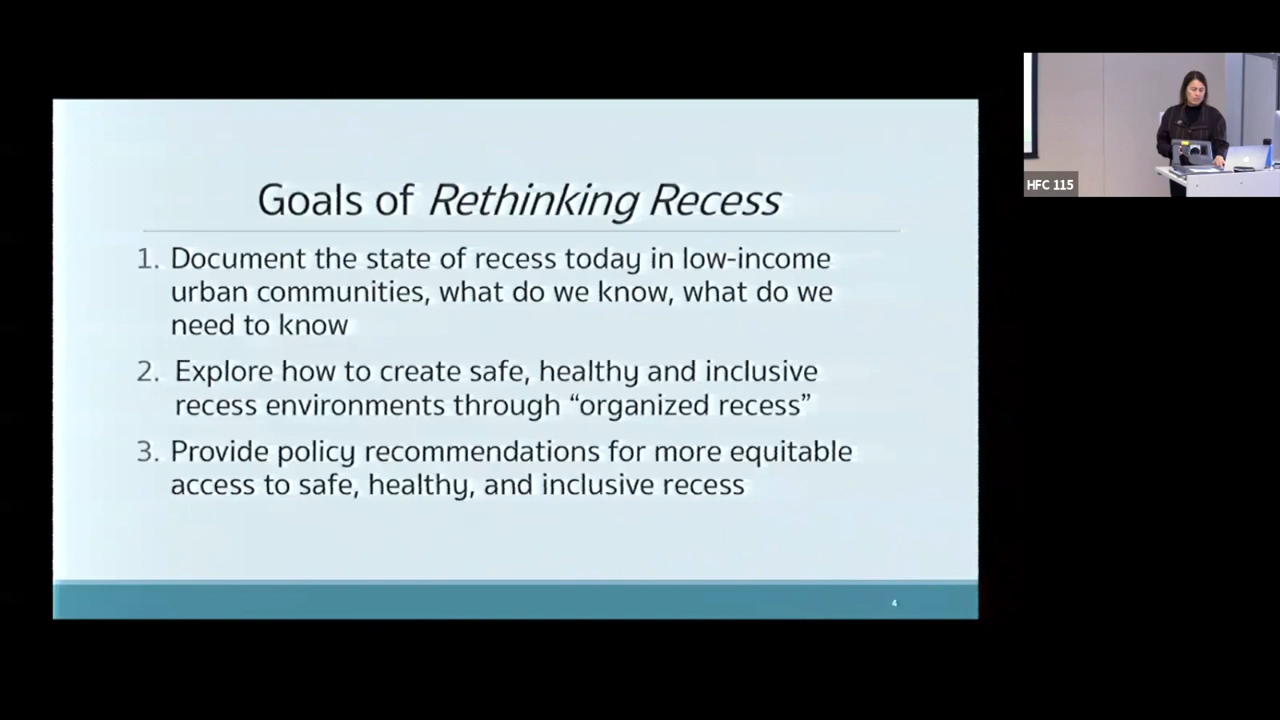 Goals of Rethinking Recess
1. Document the state of recess today in low-income
urban communities, what do we know, what do we
need to know
2. Explore how to create safe, healthy and inclusive
recess environments through “organized recess”
3. Provide policy recommendations for more equitable
access to safe, healthy, and inclusive recess
4
HFC 115